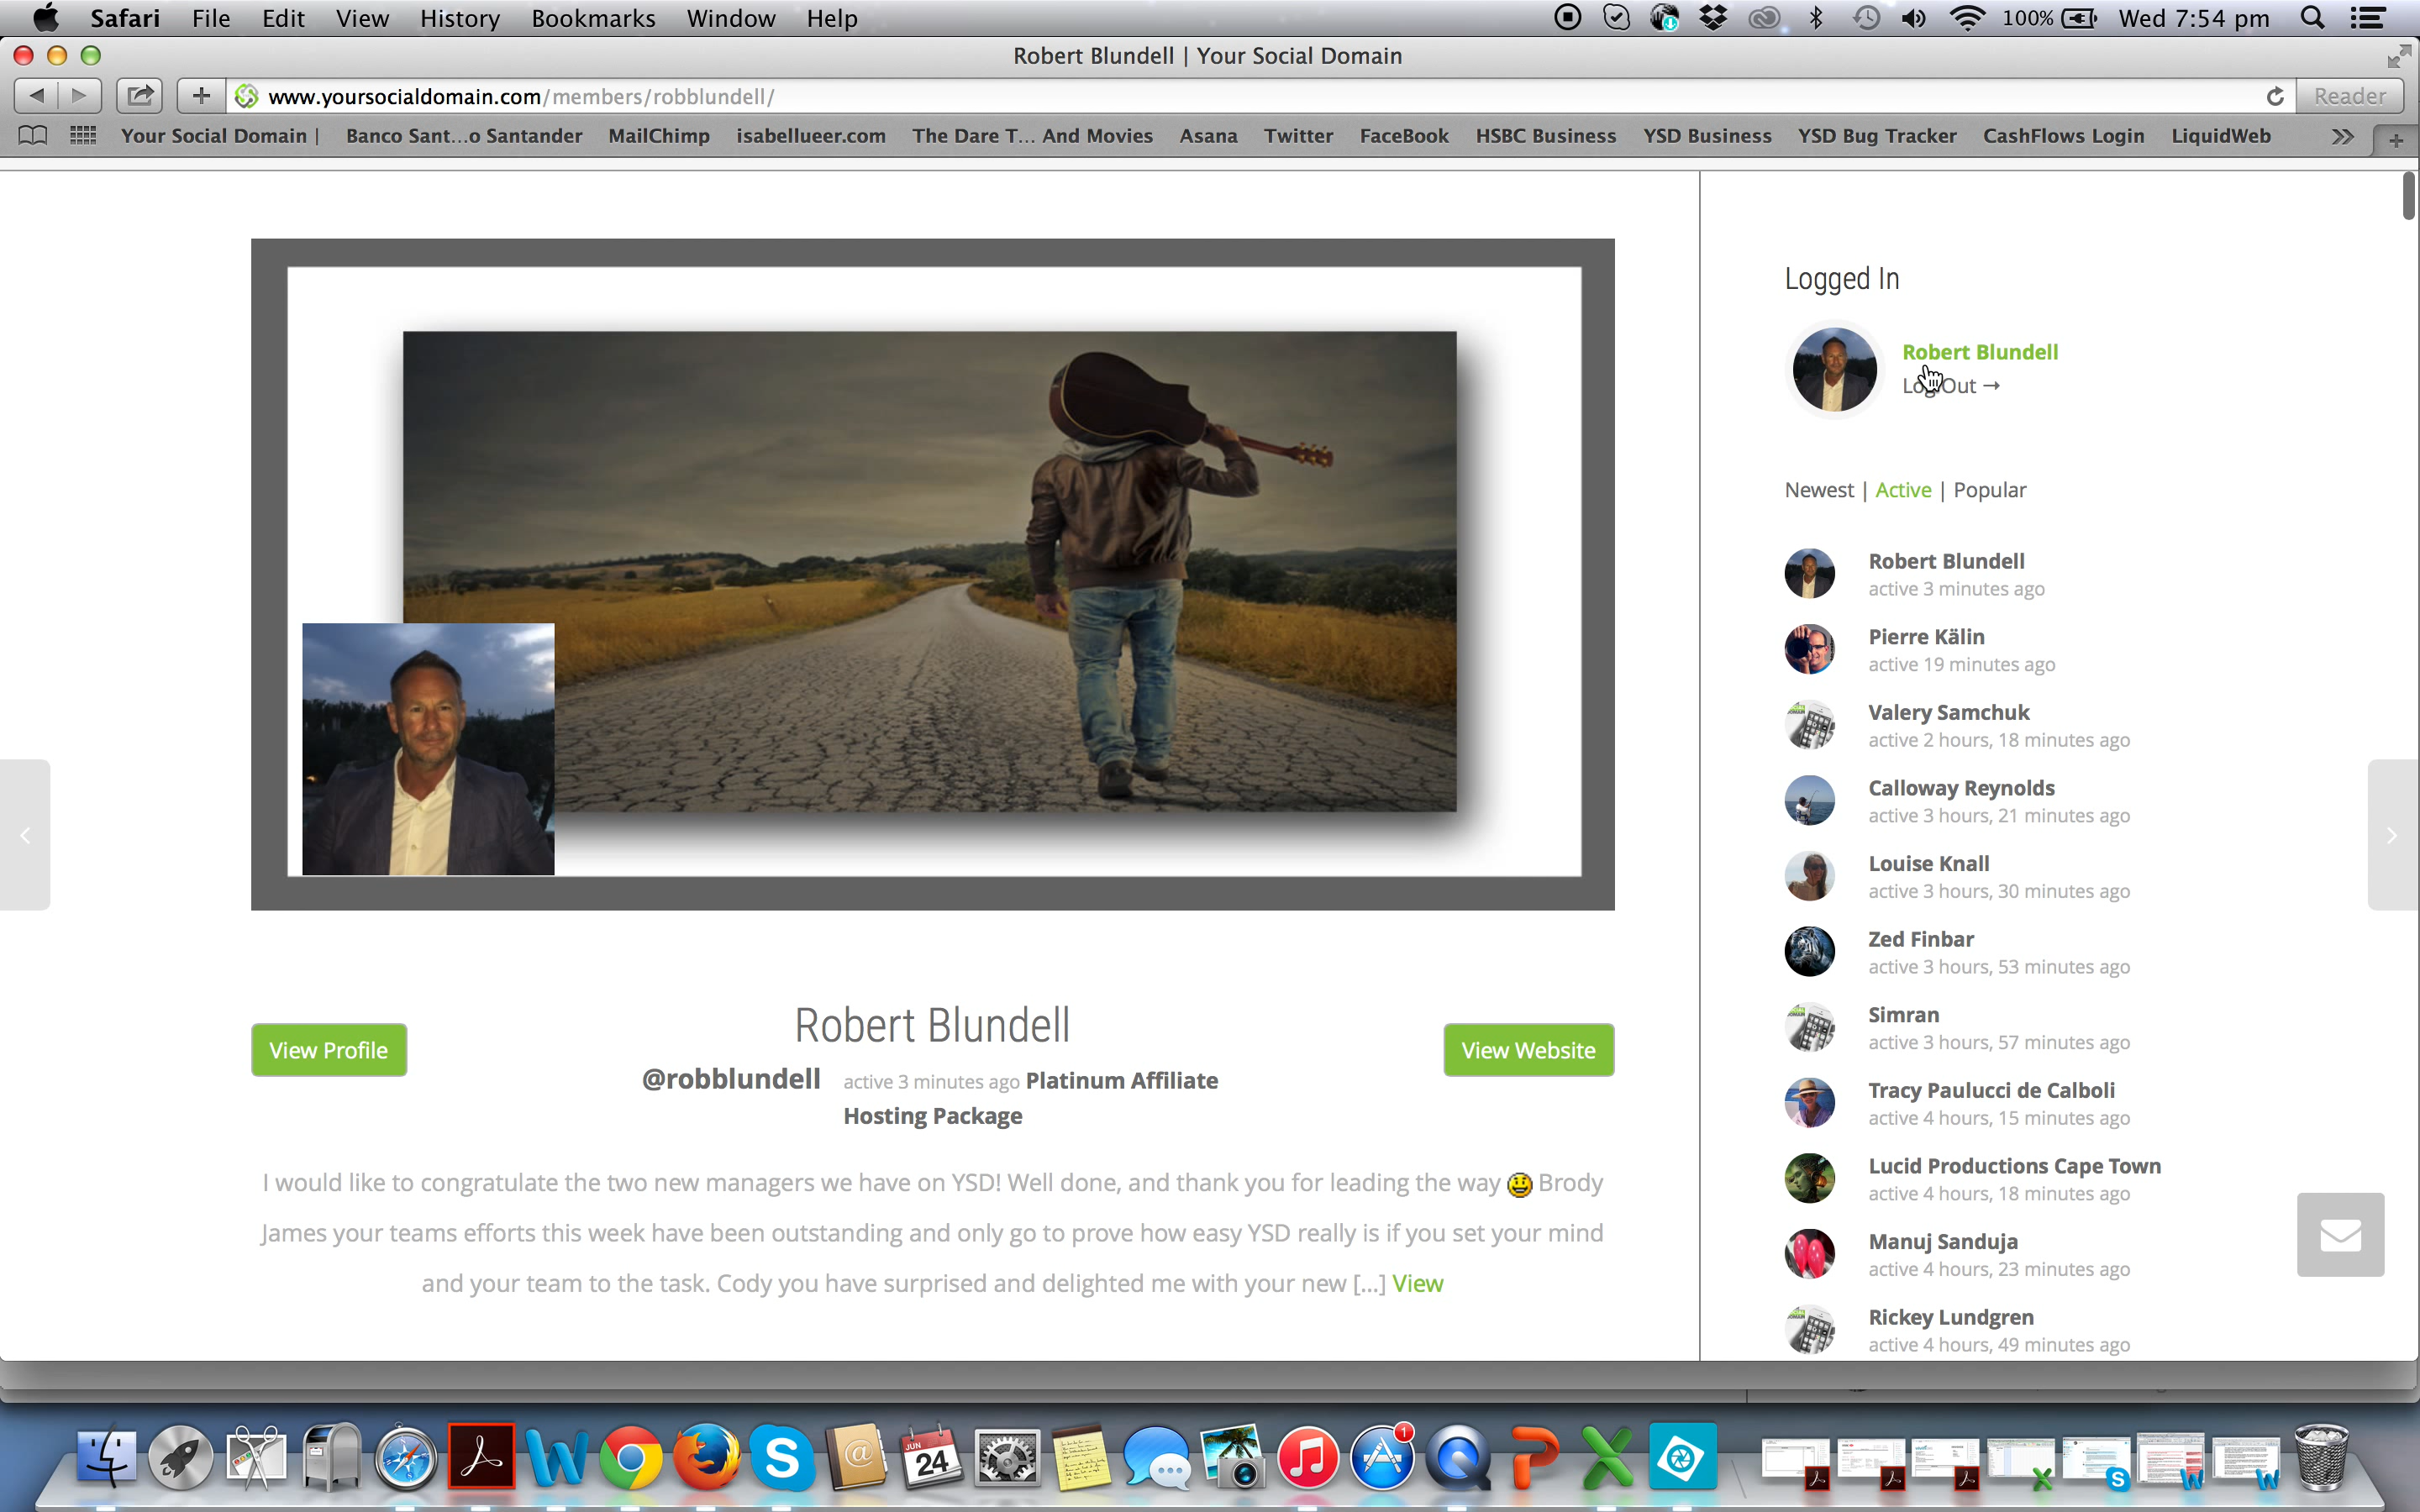 Safari File Edit View History Bookmarks Window Help 100% Wed 7:54 pm
Robert Blundell | Your Social Domain
www.yoursocialdomain.com/members/robblundell/ Reader
Your Social Domain | Banco Sant...o Santander MailChimp isabellueer.com The Dare T... And Movies Asana Twitter FaceBook HSBC Business YSD Business YSD Bug Tracker CashFlows Login LiquidWeb
Logged In
Robert Blundell
Log Out →
Newest | Active | Popular
Robert Blundell
active 3 minutes ago
Pierre Kälin
active 19 minutes ago
Valery Samchuk
active 2 hours, 18 minutes ago
Calloway Reynolds
active 3 hours, 21 minutes ago
Louise Knall
active 3 hours, 30 minutes ago
Zed Finbar
active 3 hours, 53 minutes ago
Simran
active 3 hours, 57 minutes ago
Tracy Paulucci de Calboli
active 4 hours, 15 minutes ago
Lucid Productions Cape Town
active 4 hours, 18 minutes ago
Manuj Sanduja
active 4 hours, 23 minutes ago
Rickey Lundgren
active 4 hours, 49 minutes ago
View Profile
Robert Blundell
View Website
@robblundell active 3 minutes ago Platinum Affiliate
Hosting Package
I would like to congratulate the two new managers we have on YSD! Well done, and thank you for leading the way Brody
James your teams efforts this week have been outstanding and only go to prove how easy YSD really is if you set your mind
and your team to the task. Cody you have surprised and delighted me with your new [...] View
JUN
24
1